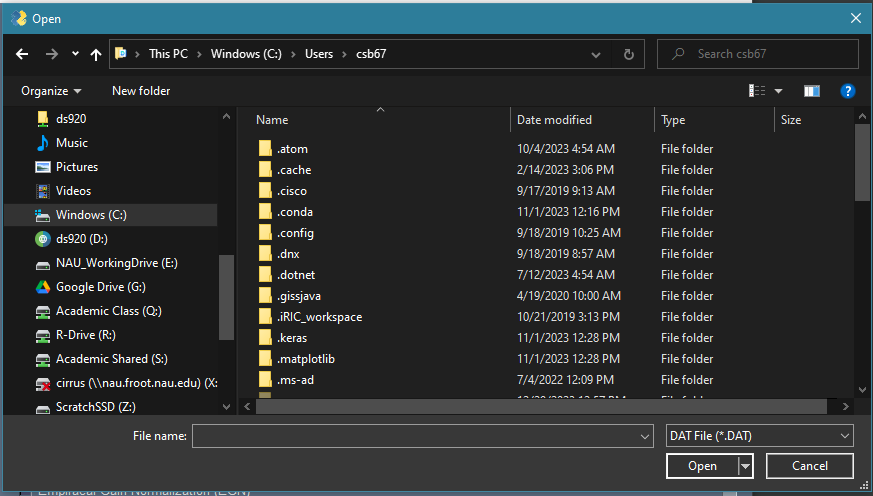 Open
This PC > Windows (C:) > Users > csb67
Search csb67
Organize New folder
Name Date modified Type Size
ds920
Music
Pictures
Videos
Windows (C:)
ds920 (D:)
NAU_WorkingDrive (E:)
Google Drive (G:)
Academic Class (Q:)
R-Drive (R:)
Academic Shared (S:)
cirrus (\\nau.froot.nau.edu) (X:
ScratchSSD (Z:)
.atom 10/4/2023 4:54 AM File folder
.cache 2/14/2023 3:06 PM File folder
.cisco 9/17/2019 9:13 AM File folder
.conda 11/1/2023 12:16 PM File folder
.config 9/18/2019 10:25 AM File folder
.dnx 9/18/2019 8:57 AM File folder
.dotnet 7/12/2023 4:54 AM File folder
.gissjava 4/19/2020 10:00 AM File folder
.iRIC_workspace 10/21/2019 3:13 PM File folder
.keras 11/1/2023 12:28 PM File folder
.matplotlib 11/1/2023 12:28 PM File folder
.ms-ad 7/4/2022 12:09 PM File folder
File name:
DAT File (*.DAT)
Open Cancel